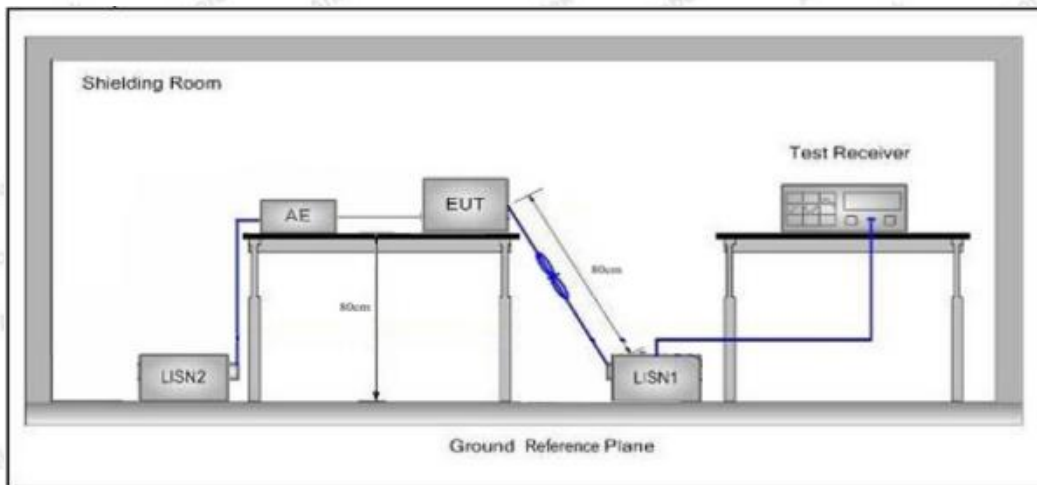 Shielding Room
Test Receiver
AE
EUT
80cm
80cm
LISN2
LISN1
Ground Reference Plane